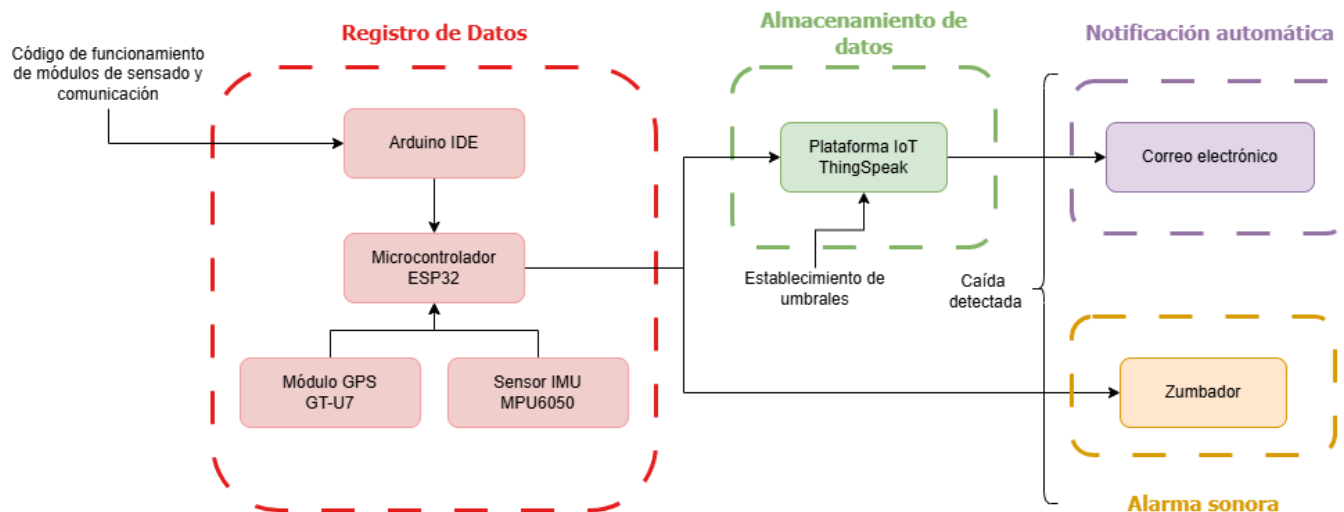 Código de funcionamiento
de módulos de sensado y
comunicación
Registro de Datos
Arduino IDE
Microcontrolador
ESP32
Módulo GPS
GT-U7
Sensor IMU
MPU6050
Almacenamiento de
datos
Plataforma IoT
ThingSpeak
Establecimiento de
umbrales
Caída
detectada
Notificación automática
Correo electrónico
Zumbador
Alarma sonora